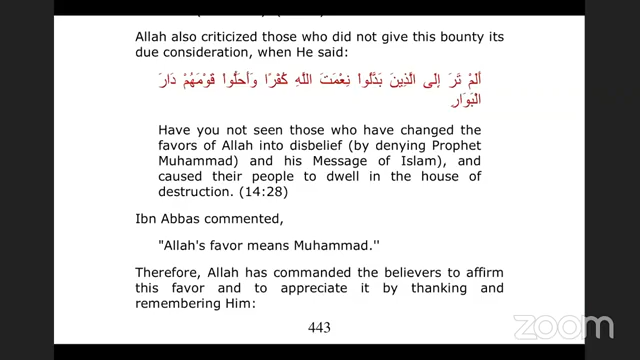 Allah also criticized those who did not give this bounty its
due consideration, when He said:
أَلَمْ تَرَ إِلَى الَّذِينَ بَدَّلُواْ نِعْمَتَ اللَّهِ كُفْرًا وَأَحَلُّواْ قَوْمَهُمْ دَارَ
الْبَوَارِ
Have you not seen those who have changed the
favors of Allah into disbelief (by denying Prophet
Muhammad) and his Message of Islam), and
caused their people to dwell in the house of
destruction. (14:28)
Ibn Abbas commented,
"Allah's favor means Muhammad.''
Therefore, Allah has commanded the believers to affirm
this favor and to appreciate it by thanking and
remembering Him:
443
zoom